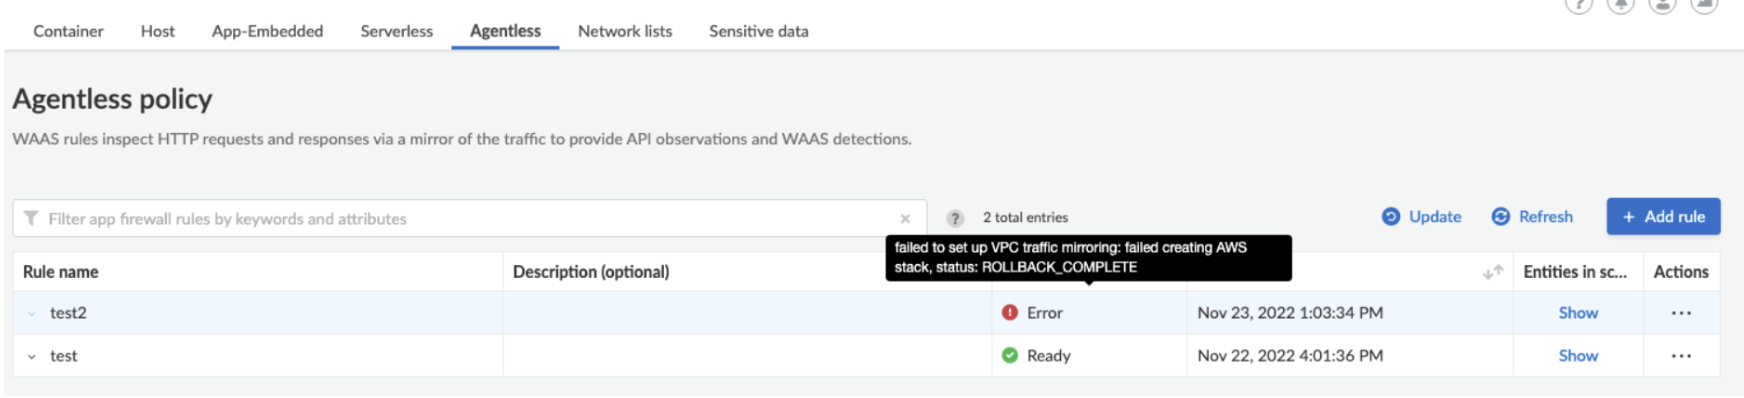 Container Host App-Embedded Serverless Agentless Network lists Sensitive data
Agentless policy
WAAS rules inspect HTTP requests and responses via a mirror of the traffic to provide API observations and WAAS detections.
Filter app firewall rules by keywords and attributes × ? 2 total entries Update Refresh + Add rule
failed to set up VPC traffic mirroring: failed creating AWS
stack, status: ROLLBACK_COMPLETE
Rule name Description (optional) Entities in sc... Actions
test2 Error Nov 23, 2022 1:03:34 PM Show ...
test Ready Nov 22, 2022 4:01:36 PM Show ...